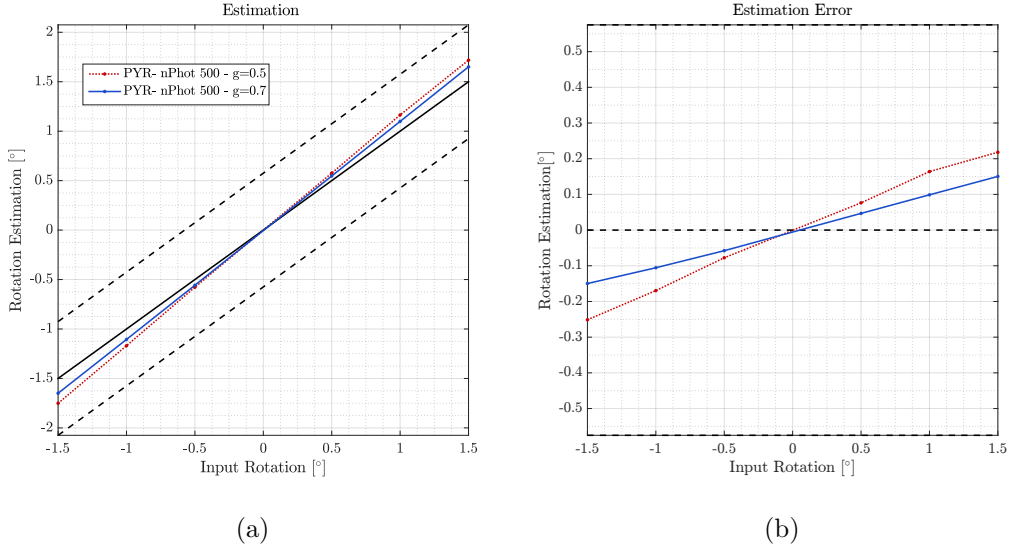 Estimation
2
1.5
1
0.5
0
-0.5
-1
-1.5
-2
Rotation Estimation [°]
PYR- nPhot 500 - g=0.5
PYR- nPhot 500 - g=0.7
-1.5 -1 -0.5 0 0.5 1 1.5
Input Rotation [°]
(a)
Estimation Error
0.5
0.4
0.3
0.2
0.1
0
-0.1
-0.2
-0.3
-0.4
-0.5
Rotation Estimation[°]
-1.5 -1 -0.5 0 0.5 1 1.5
Input Rotation [°]
(b)